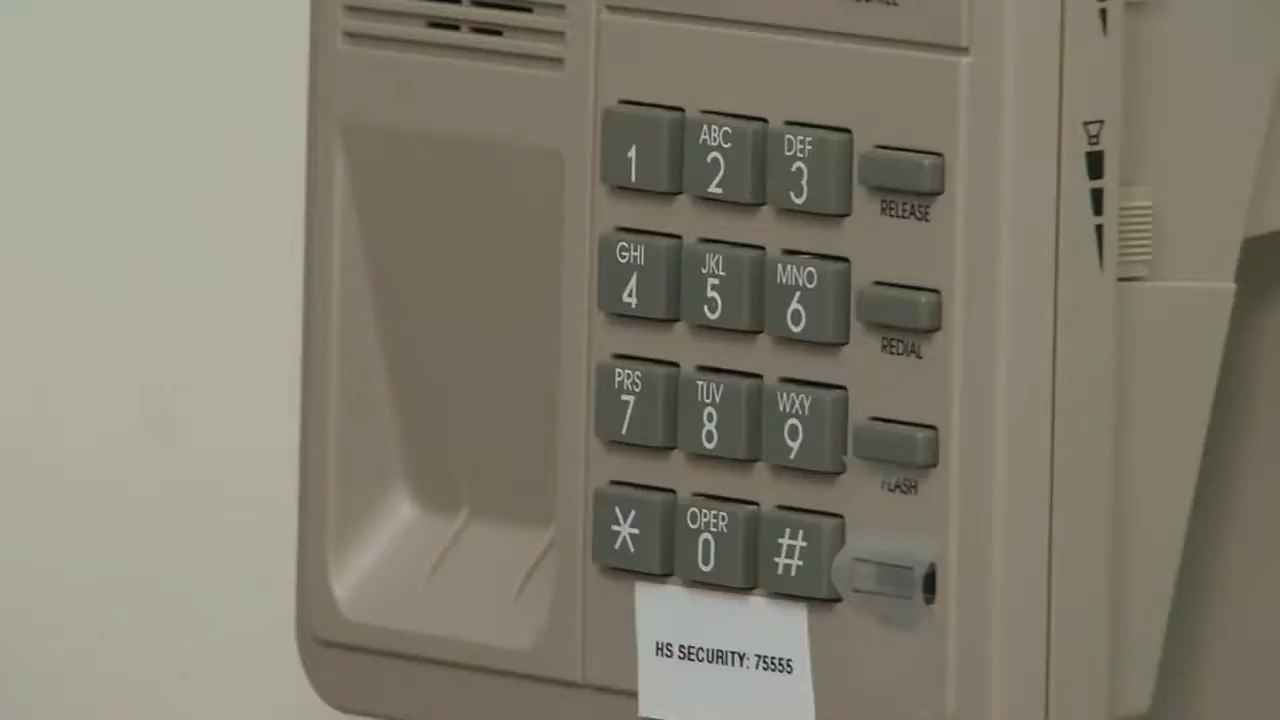 1
ABC
2
DEF
3
RELEASE
GHI
4
JKL
5
MNO
6
REDIAL
PRS
7
TUV
8
WXY
9
FLASH
*
OPER
0
#
HS SECURITY: 75555